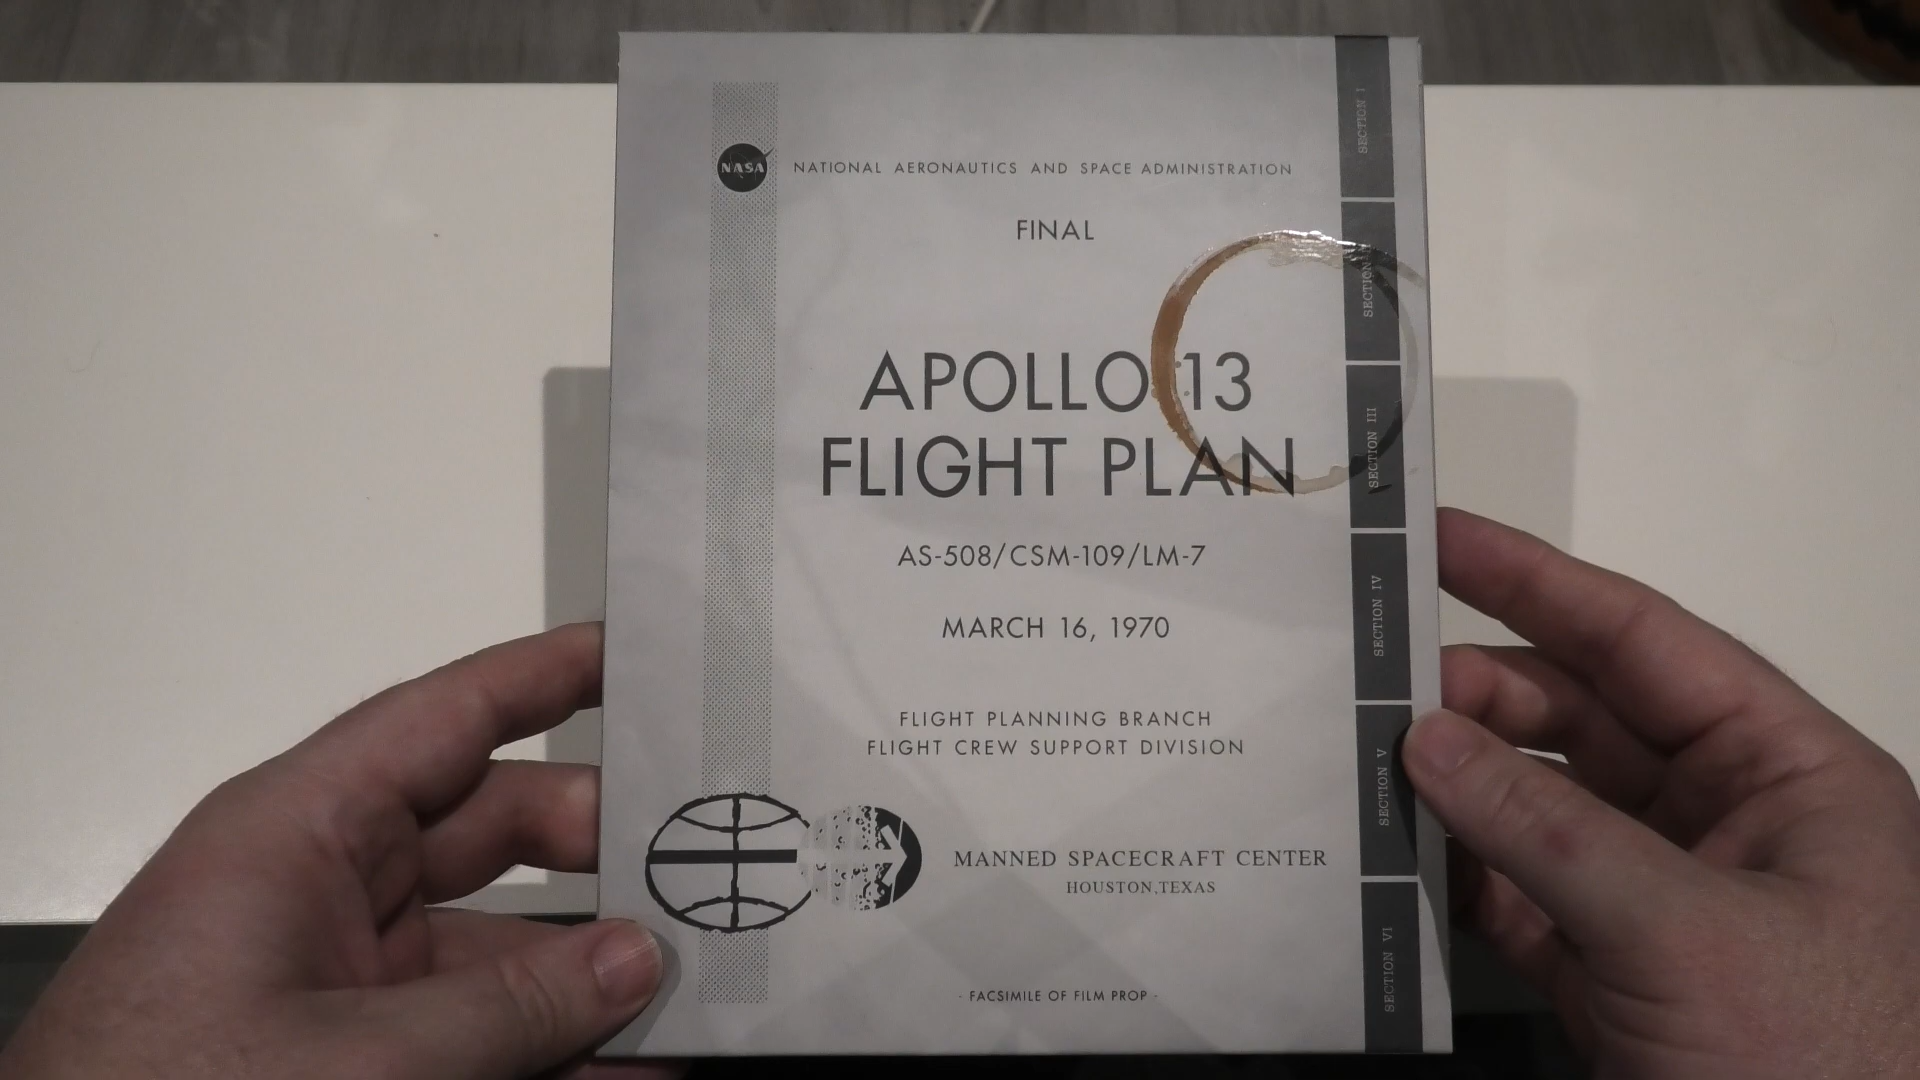 NASA
NATIONAL AERONAUTICS AND SPACE ADMINISTRATION
FINAL
APOLLO 13
FLIGHT PLAN
AS-508/CSM-109/LM-7
MARCH 16, 1970
FLIGHT PLANNING BRANCH
FLIGHT CREW SUPPORT DIVISION
MANNED SPACECRAFT CENTER
HOUSTON,TEXAS
- FACSIMILE OF FILM PROP -
SECTION I
SECTION
SECTION III
SECTION IV
SECTION V
SECTION VI